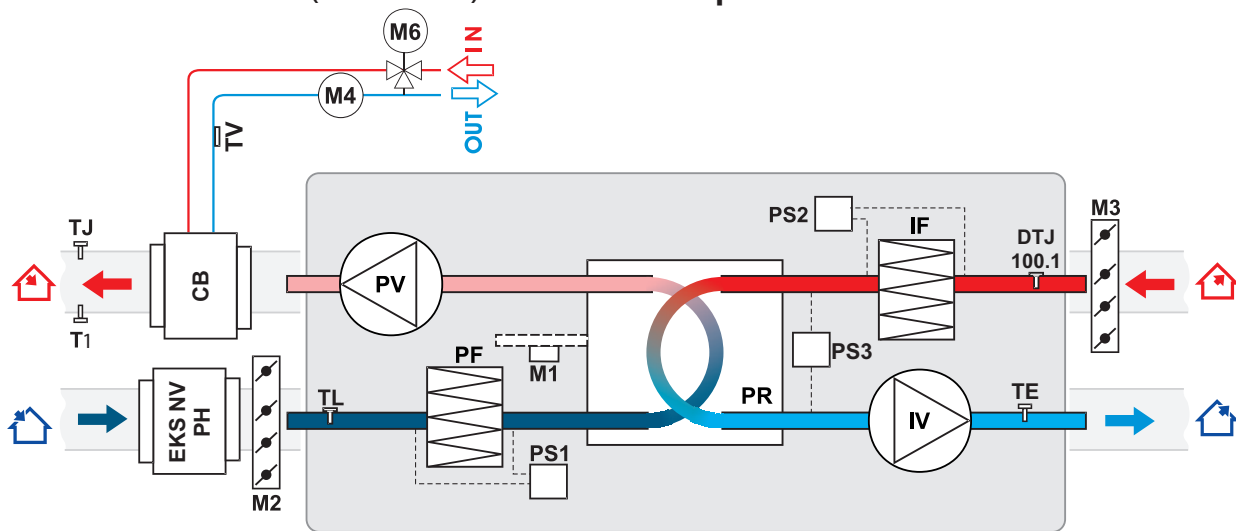 M6
IN
M4
OUT
TV
TJ
CB
T1
PV
PS2
IF
DTJ
100.1
M3
PS3
M1
PF
PR
TL
TE
EKS NV
PH
IV
PS1
M2